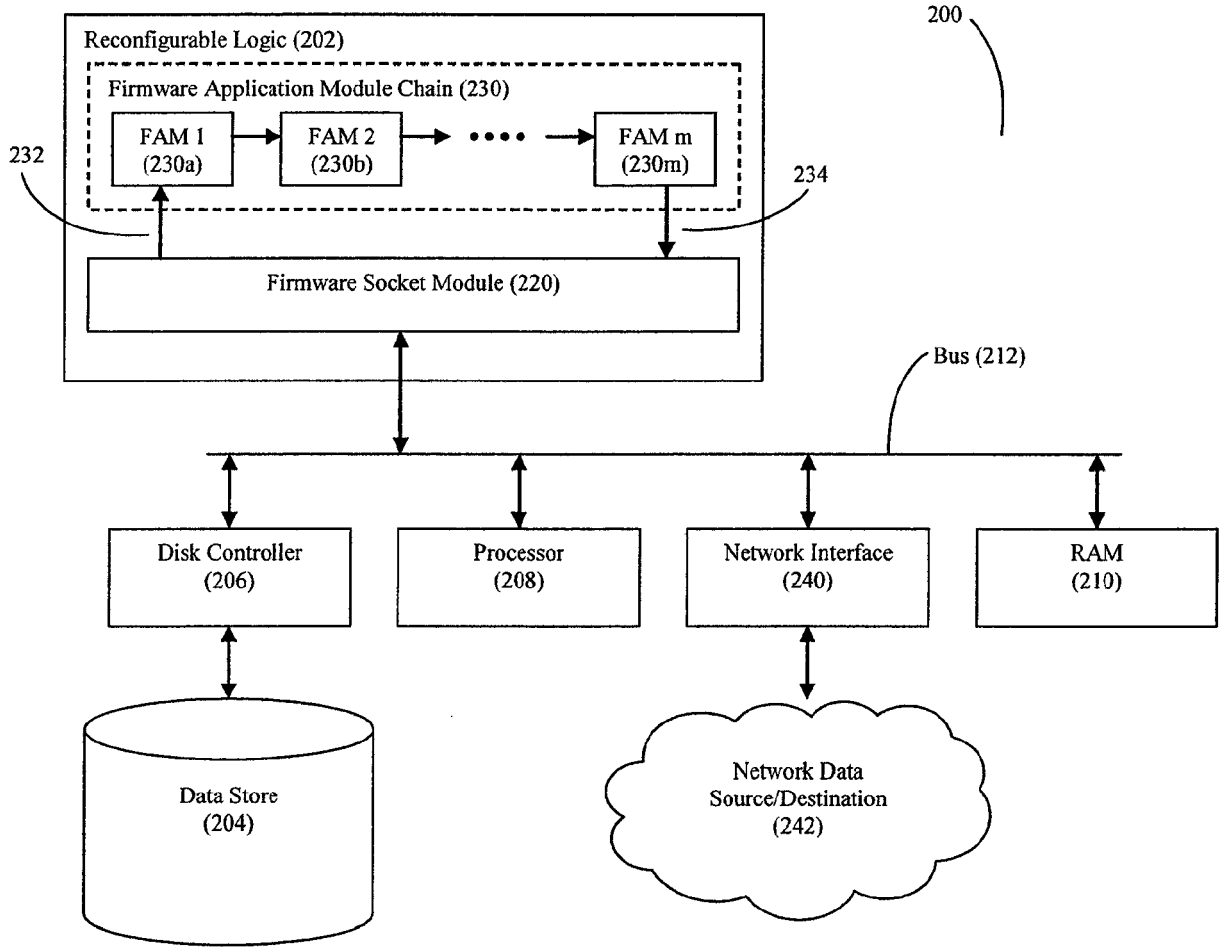 200
Reconfigurable Logic (202)
Firmware Application Module Chain (230)
FAM 1
(230a)
FAM 2
(230b)
FAM m
(230m)
232
234
Firmware Socket Module (220)
Bus (212)
Disk Controller
(206)
Processor
(208)
Network Interface
(240)
RAM
(210)
Data Store
(204)
Network Data
Source/Destination
(242)